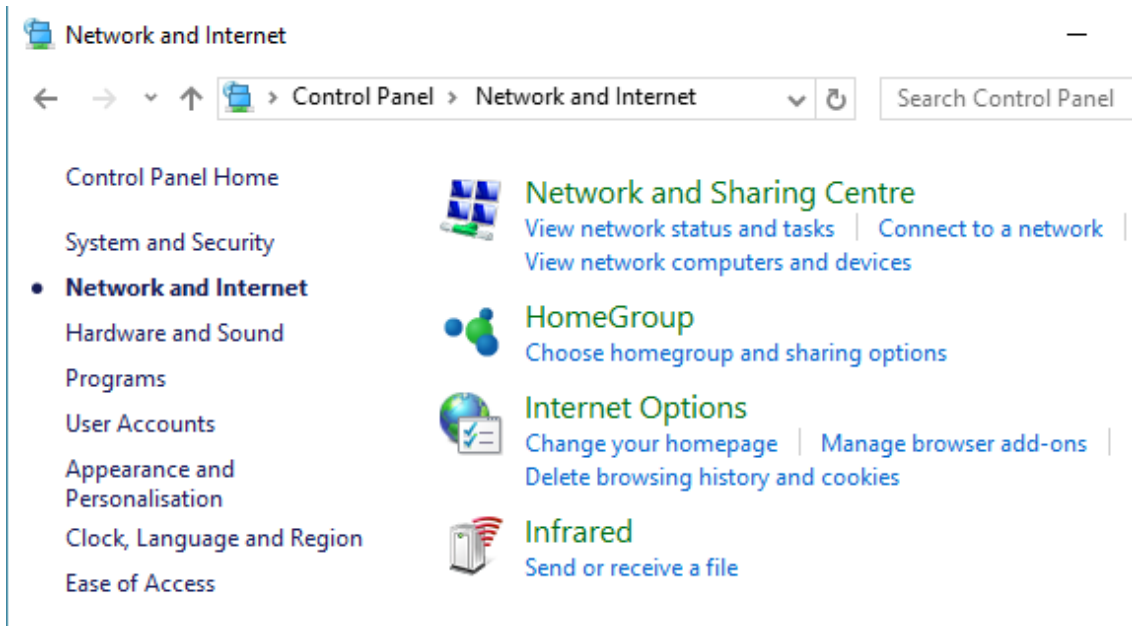 Network and Internet
Control Panel > Network and Internet
Search Control Panel
Control Panel Home
System and Security
Network and Internet
Hardware and Sound
Programs
User Accounts
Appearance and
Personalisation
Clock, Language and Region
Ease of Access
Network and Sharing Centre
View network status and tasks | Connect to a network |
View network computers and devices
HomeGroup
Choose homegroup and sharing options
Internet Options
Change your homepage | Manage browser add-ons |
Delete browsing history and cookies
Infrared
Send or receive a file